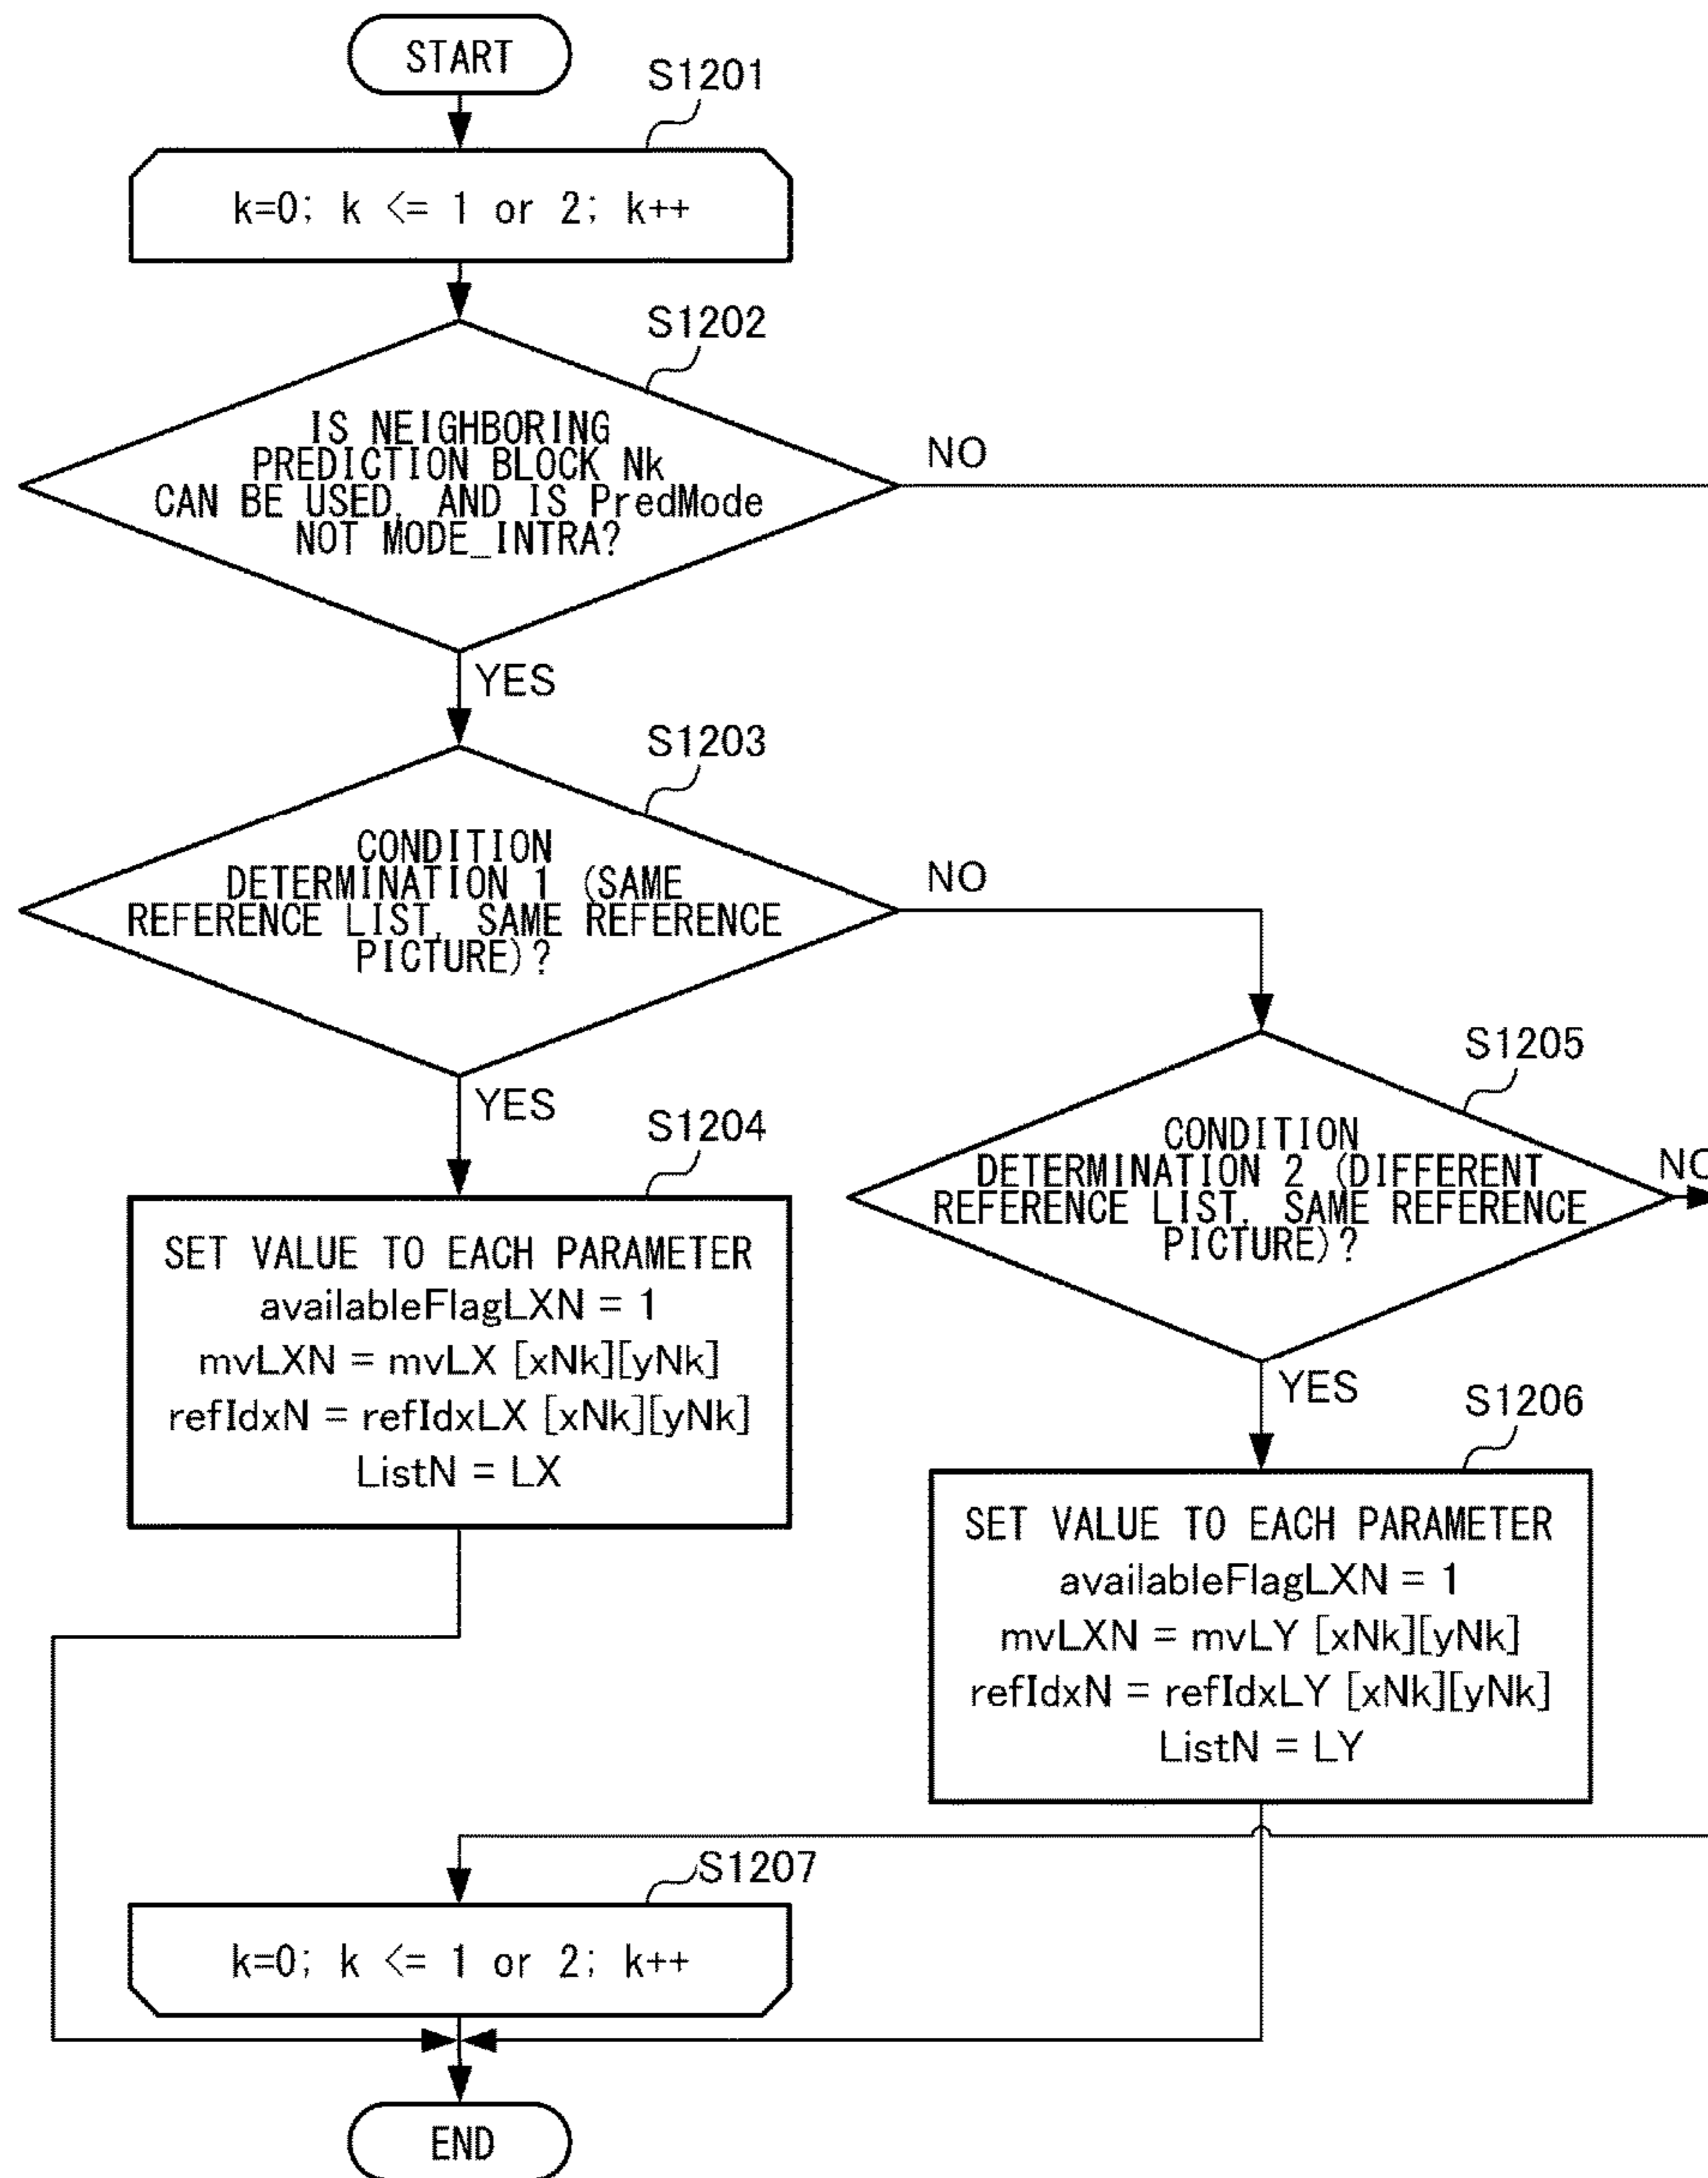 START
S1201
k=0; k <= 1 or 2; k++
S1202
IS NEIGHBORING
PREDICTION BLOCK Nk
CAN BE USED, AND IS PredMode
NOT MODE_INTRA?
NO
YES
S1203
CONDITION
DETERMINATION 1 (SAME
REFERENCE LIST, SAME REFERENCE
PICTURE)?
NO
YES
S1204
SET VALUE TO EACH PARAMETER
availableFlagLXN = 1
mvLXN = mvLX [xNk][yNk]
refIdxN = refIdxLX [xNk][yNk]
ListN = LX
S1205
CONDITION
DETERMINATION 2 (DIFFERENT
REFERENCE LIST, SAME REFERENCE
PICTURE)?
NO
YES
S1206
SET VALUE TO EACH PARAMETER
availableFlagLXN = 1
mvLXN = mvLY [xNk][yNk]
refIdxN = refIdxLY [xNk][yNk]
ListN = LY
S1207
k=0; k <= 1 or 2; k++
END